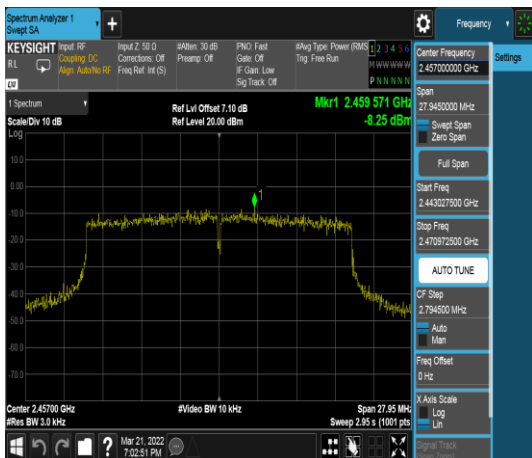 Spectrum Analyzer 1
Swept SA
Frequency
KEYSIGHT
RL
Input: RF
Coupling: DC
Align: Auto/No RF
Input Z: 50 Ω
Corrections: Off
Freq Ref: Int (S)
#Atten: 30 dB
Preamp: Off
PNO: Fast
Gate: Off
IF Gain: Low
Sig Track: Off
#Avg Type: Power (RMS
Trig: Free Run
1 2 3 4 5 6
M W W W W W
P N N N N N
1 Spectrum
Scale/Div 10 dB
Ref Lvl Offset 7.10 dB
Ref Level 20.00 dBm
Mkr1 2.459 571 GHz
-8.25 dBm
Log
10.0
0.00
-10.0
-20.0
-30.0
-40.0
-50.0
-60.0
-70.0
1
Center 2.45700 GHz
#Res BW 3.0 kHz
#Video BW 10 kHz
Span 27.95 MHz
Sweep 2.95 s (1001 pts)
Mar 21, 2022
7:02:51 PM
Settings
Center Frequency
2.457000000 GHz
Span
27.9450000 MHz
Swept Span
Zero Span
Full Span
Start Freq
2.443027500 GHz
Stop Freq
2.470972500 GHz
AUTO TUNE
CF Step
2.794500 MHz
Auto
Man
Freq Offset
0 Hz
X Axis Scale
Log
Lin
Signal Track